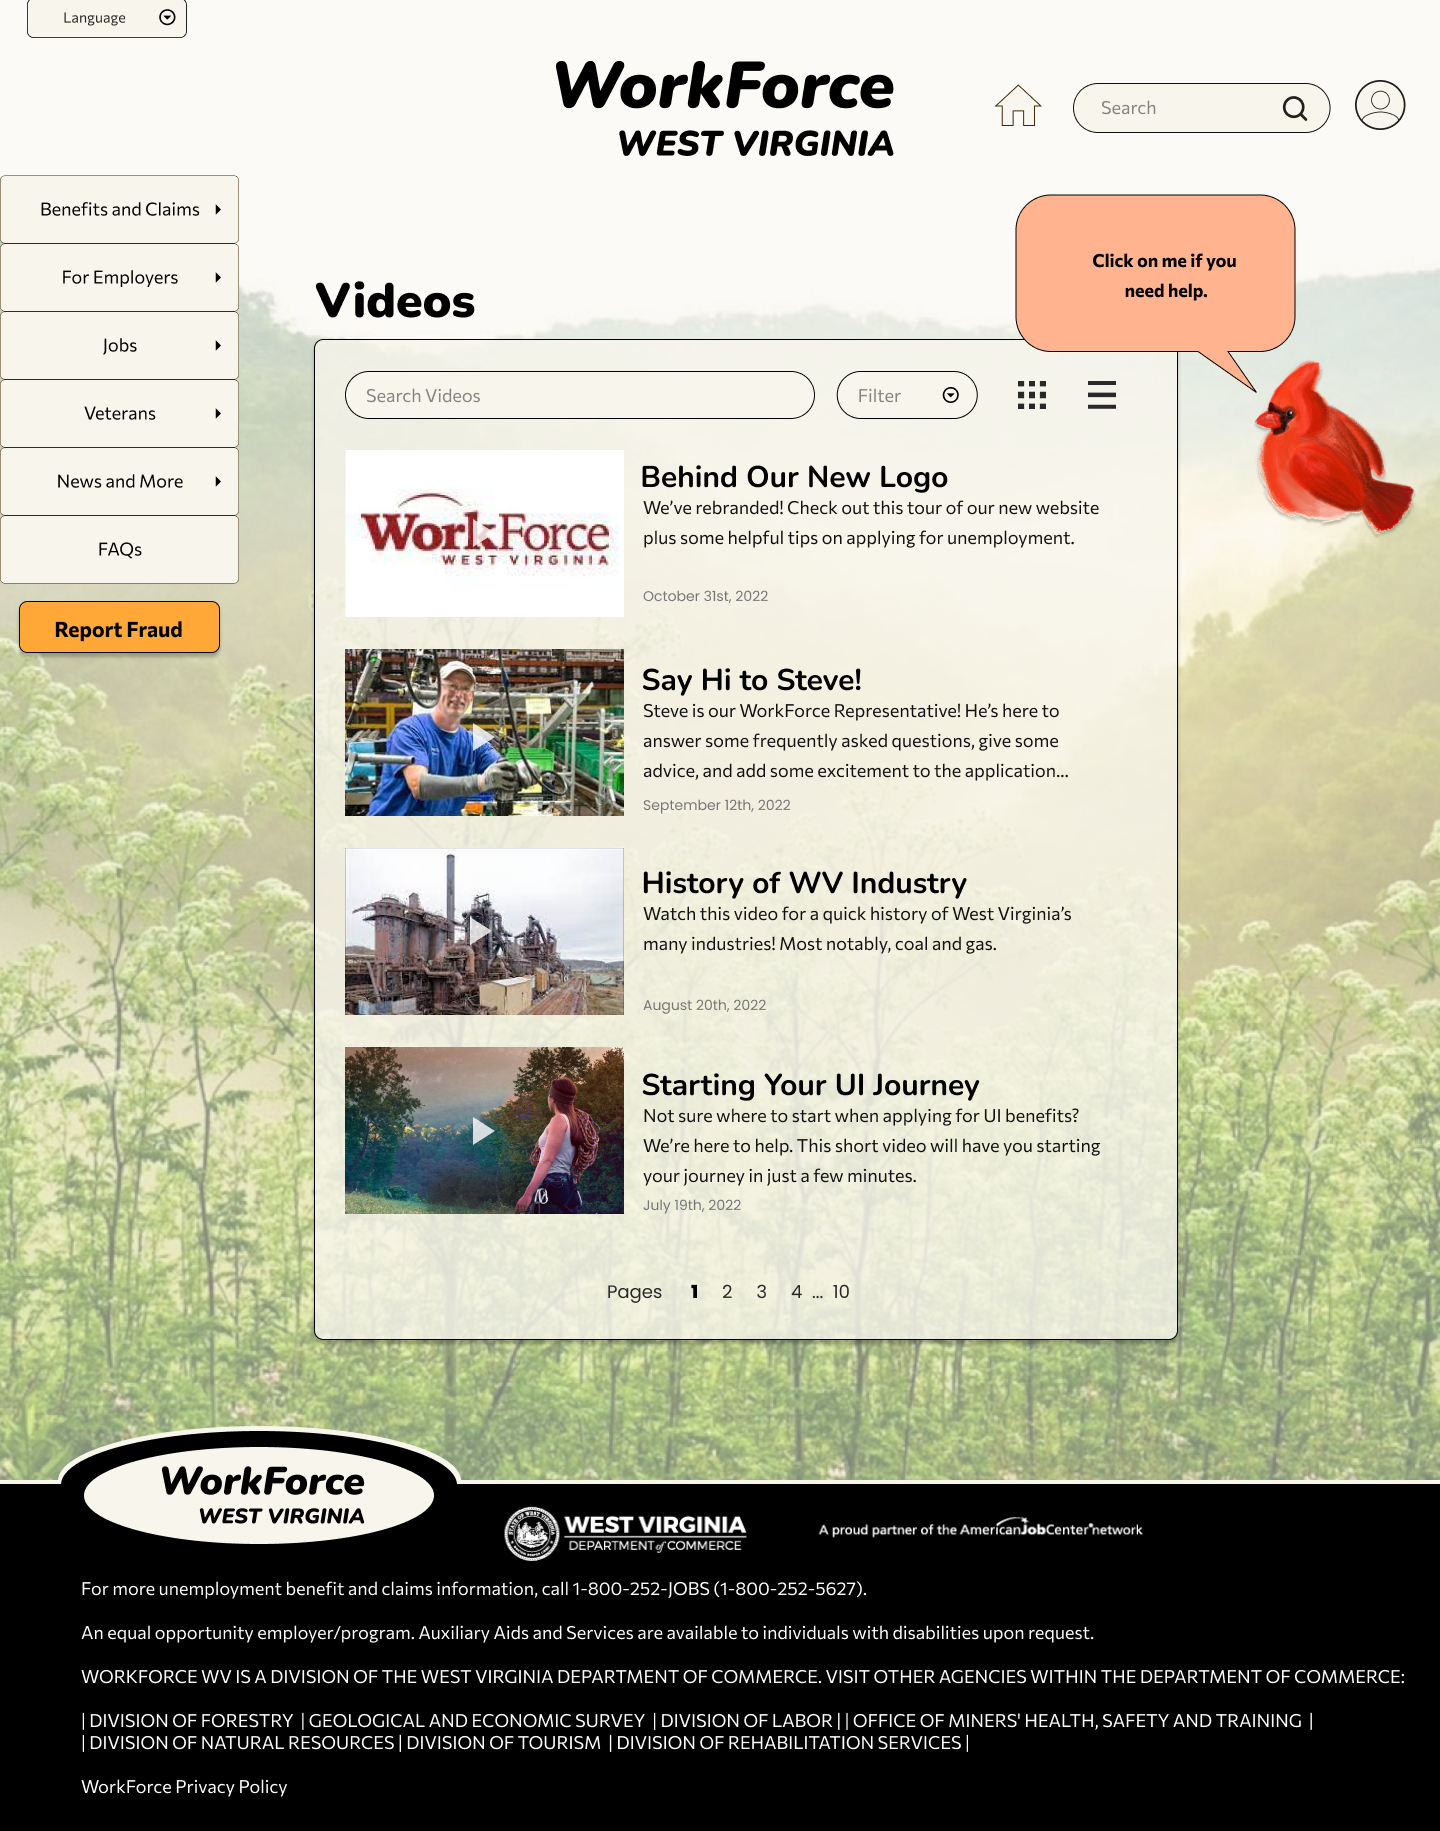 Language
WorkForce
WEST VIRGINIA
Search
Benefits and Claims
For Employers
Jobs
Veterans
News and More
FAQs
Report Fraud
Click on me if you
need help.
Videos
Search Videos
Filter
WorkForce
WEST VIRGINIA
Behind Our New Logo
We've rebranded! Check out this tour of our new website
plus some helpful tips on applying for unemployment.
October 31st, 2022
Say Hi to Steve!
Steve is our WorkForce Representative! He's here to
answer some frequently asked questions, give some
advice, and add some excitement to the application...
September 12th, 2022
History of WV Industry
Watch this video for a quick history of West Virginia's
many industries! Most notably, coal and gas.
August 20th, 2022
Starting Your UI Journey
Not sure where to start when applying for UI benefits?
We're here to help. This short video will have you starting
your journey in just a few minutes.
July 19th, 2022
Pages 1 2 3 4 ... 10
WorkForce
WEST VIRGINIA
WEST VIRGINIA
DEPARTMENT of COMMERCE
A proud partner of the AmericanJobCenter network
For more unemployment benefit and claims information, call 1-800-252-JOBS (1-800-252-5627).
An equal opportunity employer/program. Auxiliary Aids and Services are available to individuals with disabilities upon request.
WORKFORCE WV IS A DIVISION OF THE WEST VIRGINIA DEPARTMENT OF COMMERCE. VISIT OTHER AGENCIES WITHIN THE DEPARTMENT OF COMMERCE:
| DIVISION OF FORESTRY | GEOLOGICAL AND ECONOMIC SURVEY | DIVISION OF LABOR | | OFFICE OF MINERS' HEALTH, SAFETY AND TRAINING |
| DIVISION OF NATURAL RESOURCES | DIVISION OF TOURISM | DIVISION OF REHABILITATION SERVICES |
WorkForce Privacy Policy